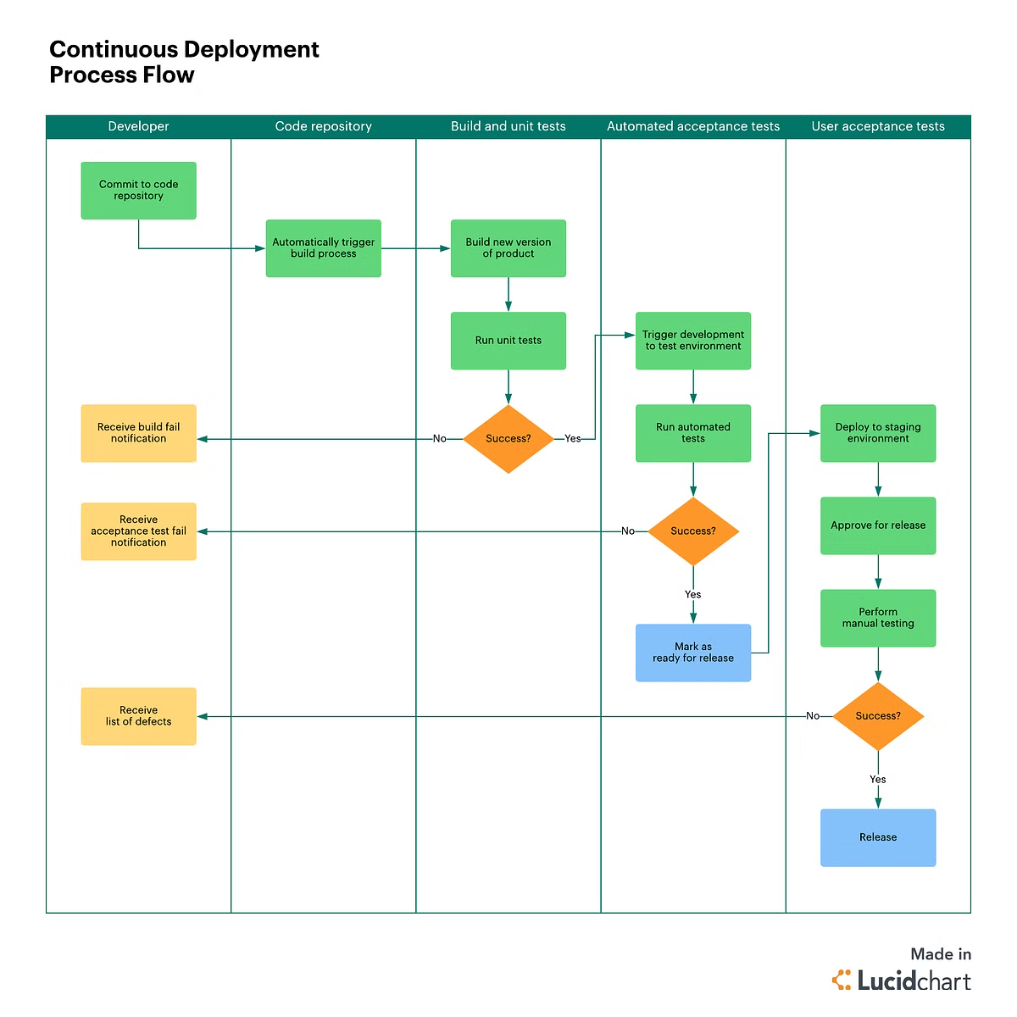 Continuous Deployment
Process Flow
Developer
Code repository
Build and unit tests
Automated acceptance tests
User acceptance tests
Commit to code
repository
Automatically trigger
build process
Build new version
of product
Run unit tests
Trigger development
to test environment
Receive build fail
notification
No
Success?
Yes
Run automated
tests
Deploy to staging
environment
Receive
acceptance test fail
notification
No
Success?
Approve for release
Yes
Perform
manual testing
Mark as
ready for release
Receive
list of defects
No
Success?
Yes
Release
Made in
Lucidchart